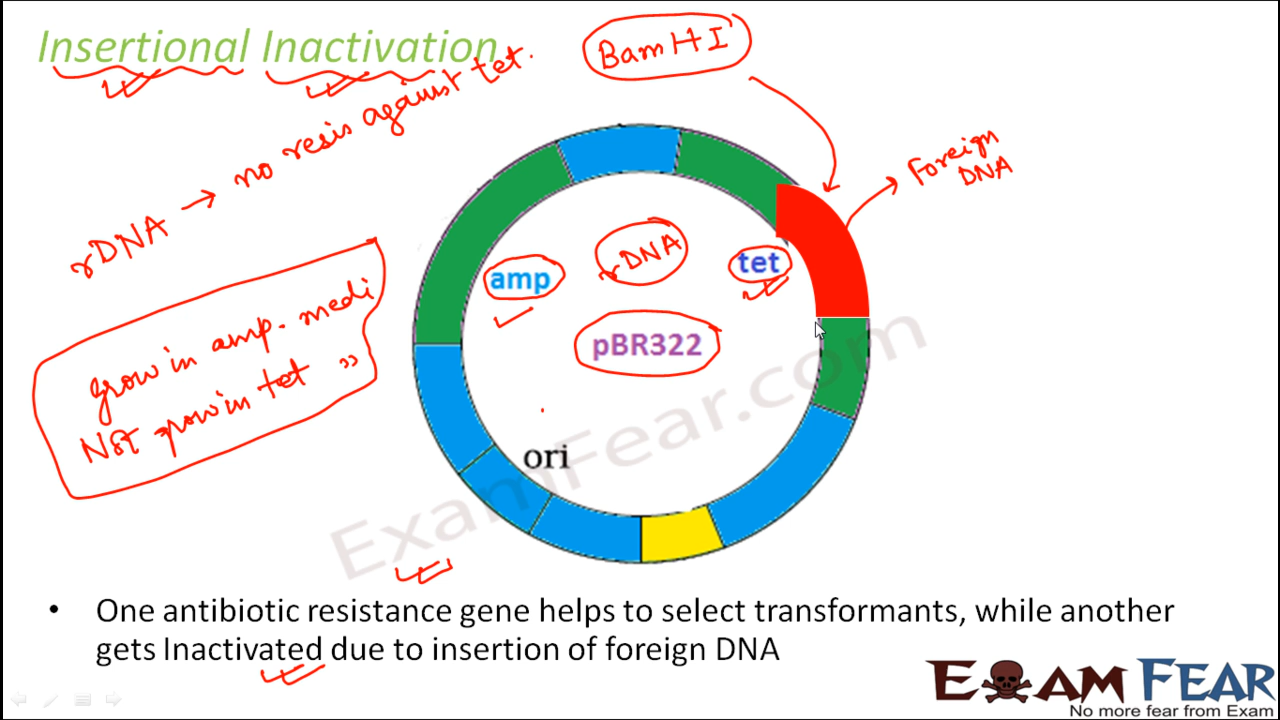 Insertional Inactivation
BamHI
rDNA → no resis against tet.
Foreign
DNA
amp
rDNA
tet
pBR322
grow in amp. medi
Not grow in tet "
ori
ExamFear.com
• One antibiotic resistance gene helps to select transformants, while another
gets Inactivated due to insertion of foreign DNA
EXAM FEAR
No more fear from Exam